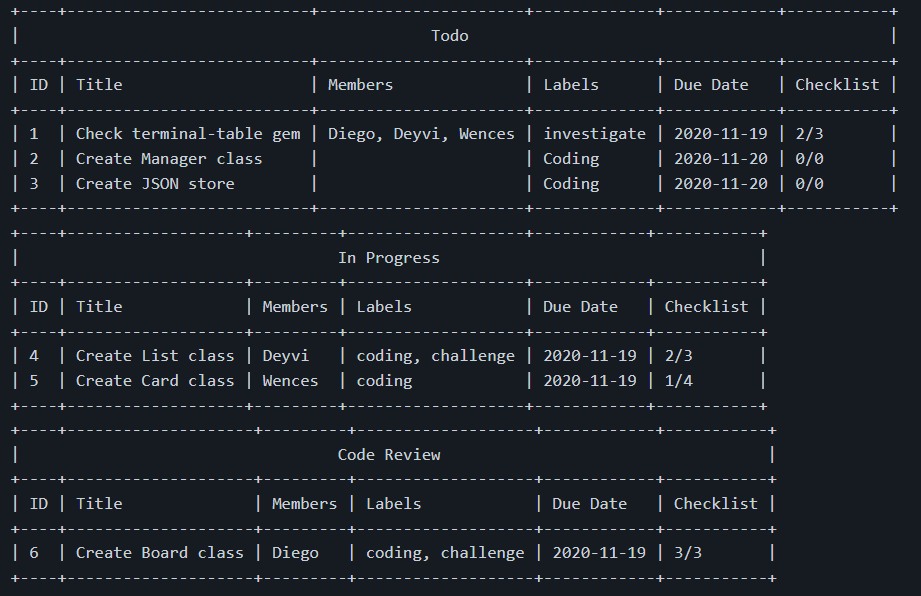 +----+--------------------------+----------------------+-------------+------------+-----------+
|                                            Todo                                             |
+----+--------------------------+----------------------+-------------+------------+-----------+
| ID | Title                    | Members              | Labels      | Due Date   | Checklist |
+----+--------------------------+----------------------+-------------+------------+-----------+
| 1  | Check terminal-table gem | Diego, Deyvi, Wences | investigate | 2020-11-19 | 2/3       |
| 2  | Create Manager class     |                      | Coding      | 2020-11-20 | 0/0       |
| 3  | Create JSON store        |                      | Coding      | 2020-11-20 | 0/0       |
+----+--------------------------+----------------------+-------------+------------+-----------+
+----+-------------------+---------+-------------------+------------+-----------+
|                                  In Progress                                  |
+----+-------------------+---------+-------------------+------------+-----------+
| ID | Title             | Members | Labels            | Due Date   | Checklist |
+----+-------------------+---------+-------------------+------------+-----------+
| 4  | Create List class | Deyvi   | coding, challenge | 2020-11-19 | 2/3       |
| 5  | Create Card class | Wences  | coding            | 2020-11-19 | 1/4       |
+----+-------------------+---------+-------------------+------------+-----------+
+----+--------------------+---------+-------------------+------------+-----------+
|                                  Code Review                                   |
+----+--------------------+---------+-------------------+------------+-----------+
| ID | Title              | Members | Labels            | Due Date   | Checklist |
+----+--------------------+---------+-------------------+------------+-----------+
| 6  | Create Board class | Diego   | coding, challenge | 2020-11-19 | 3/3       |
+----+--------------------+---------+-------------------+------------+-----------+